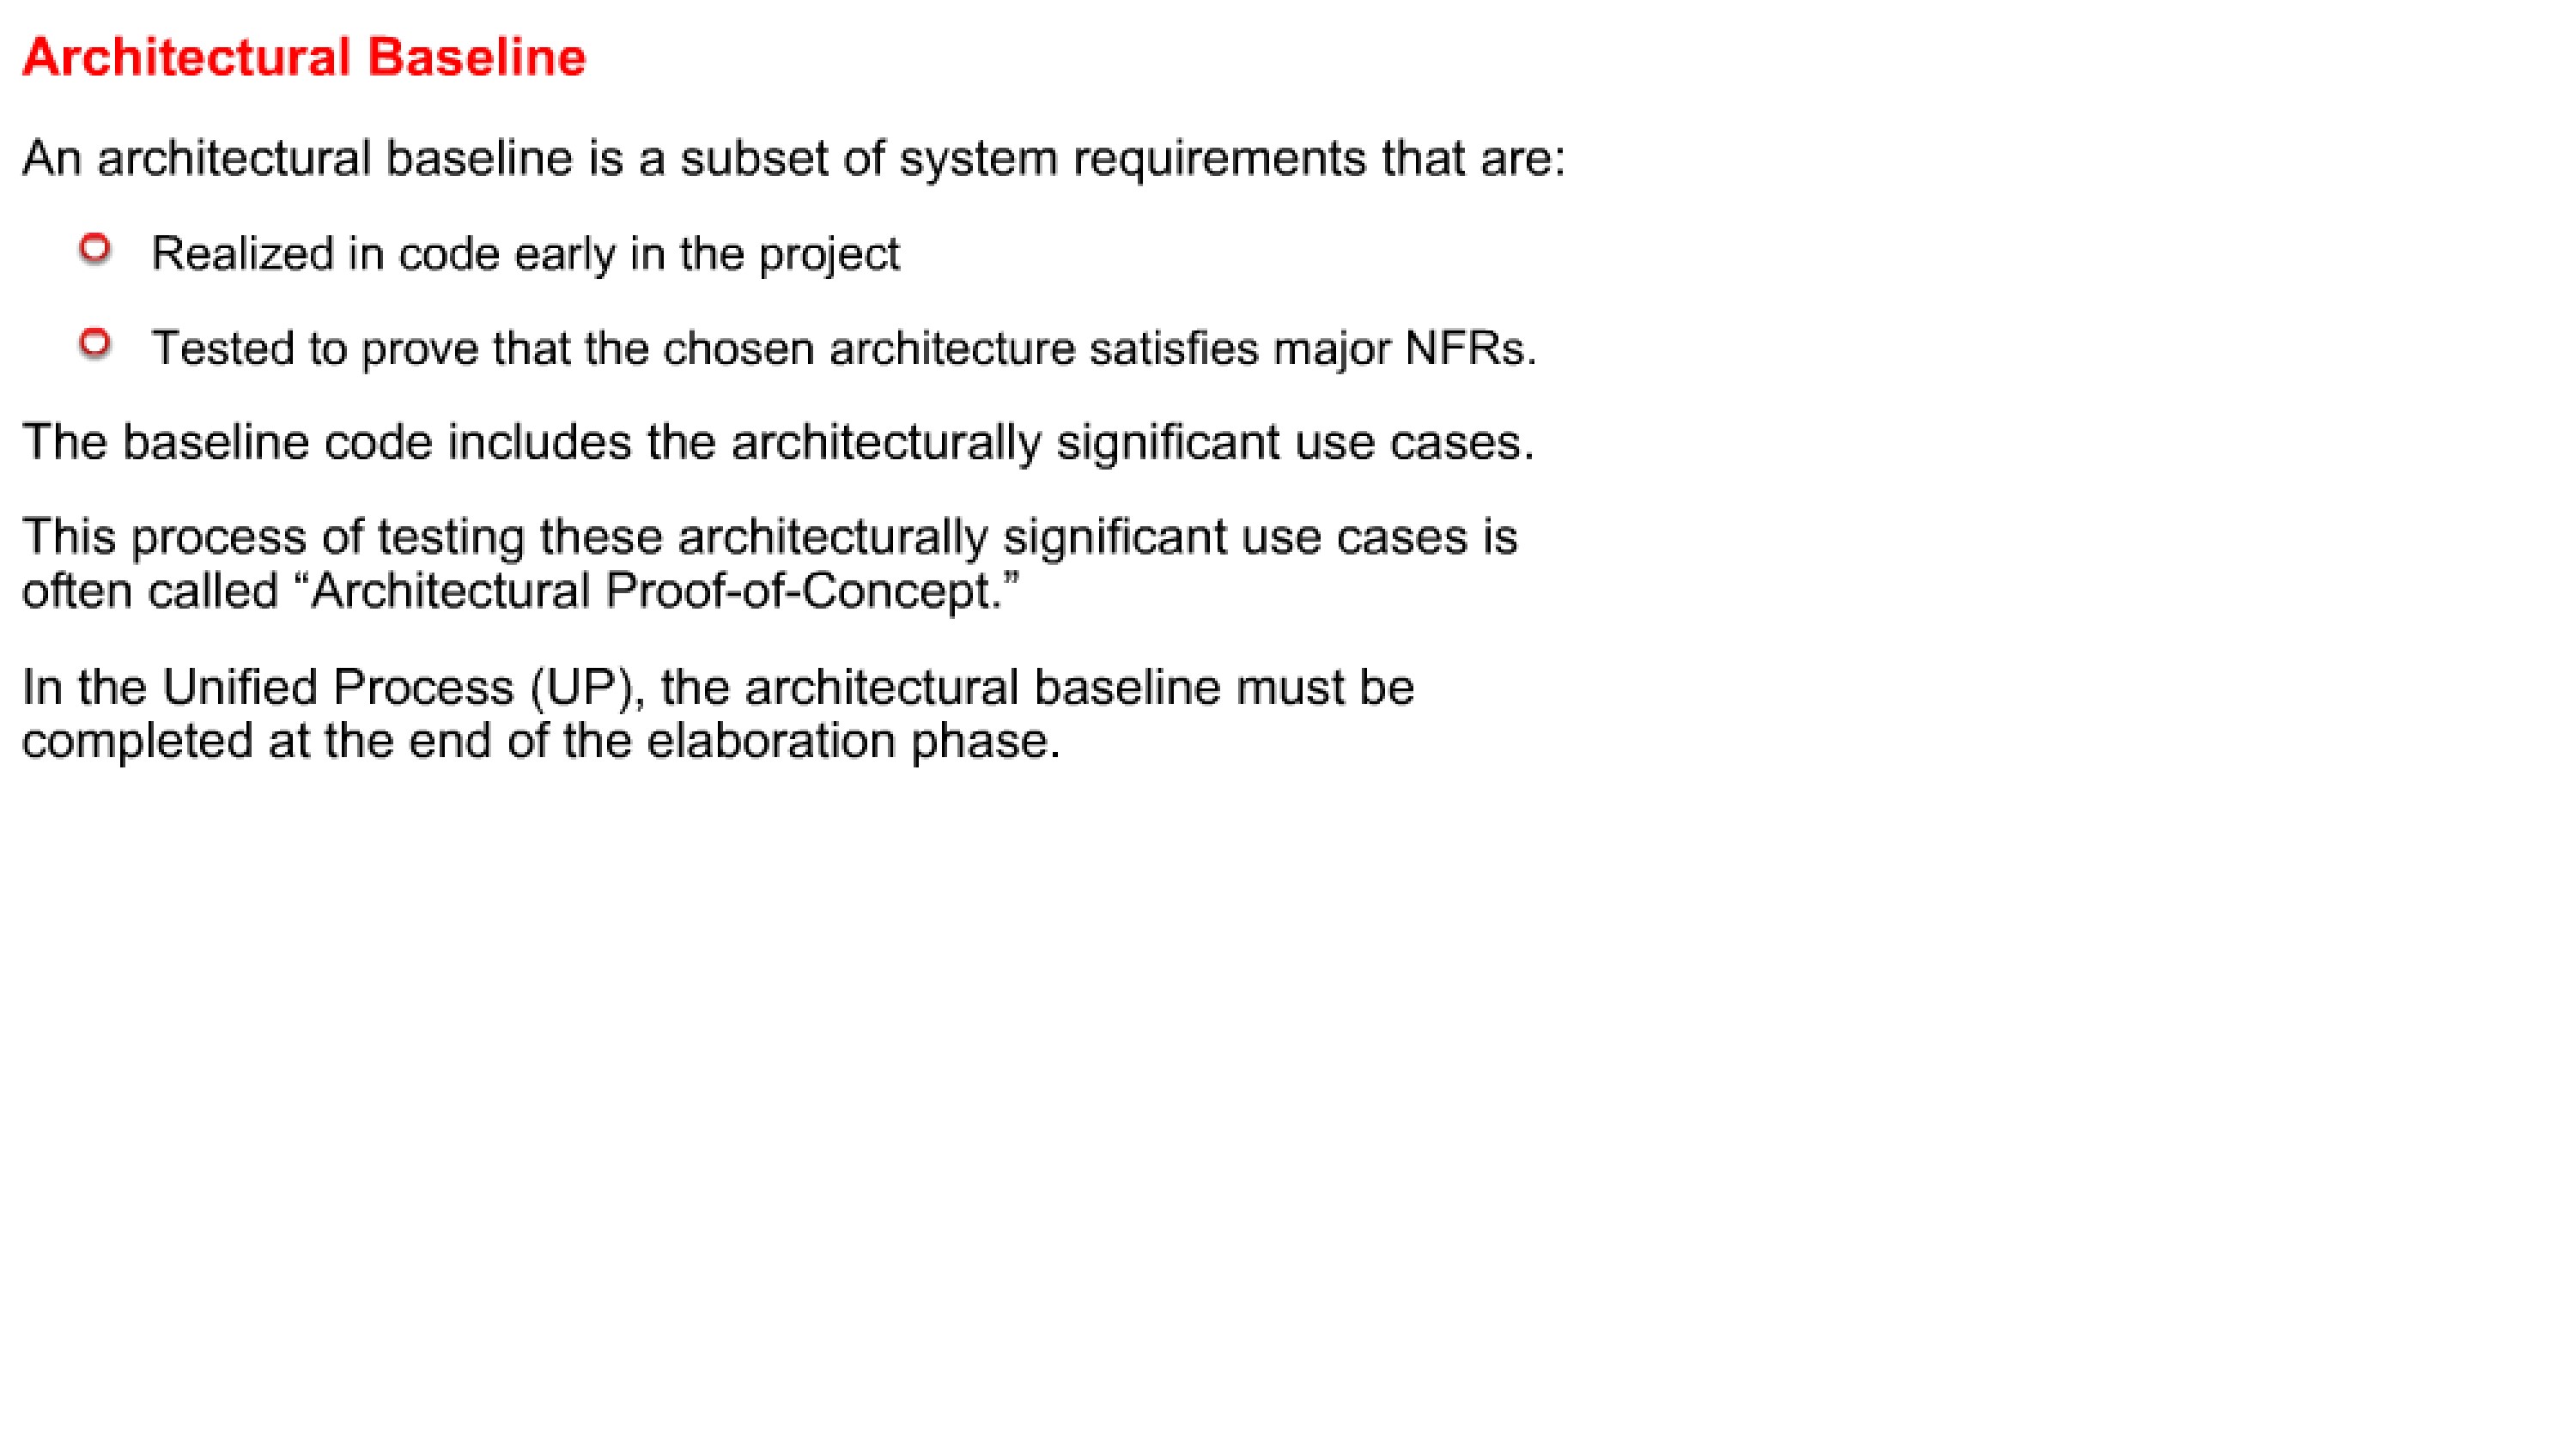 Architectural Baseline
An architectural baseline is a subset of system requirements that are:
Realized in code early in the project
Tested to prove that the chosen architecture satisfies major NFRs.
The baseline code includes the architecturally significant use cases.
This process of testing these architecturally significant use cases is
often called “Architectural Proof-of-Concept.”
In the Unified Process (UP), the architectural baseline must be
completed at the end of the elaboration phase.